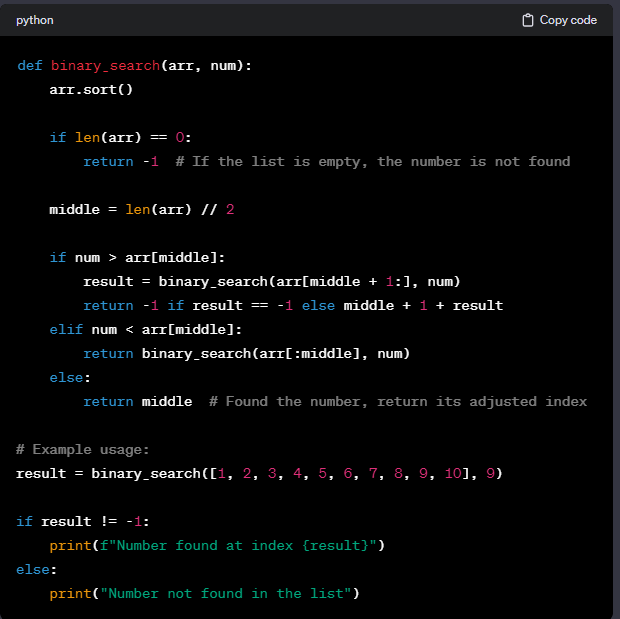 python
Copy code
def binary_search(arr, num):
    arr.sort()

    if len(arr) == 0:
        return -1  # If the list is empty, the number is not found

    middle = len(arr) // 2

    if num > arr[middle]:
        result = binary_search(arr[middle + 1:], num)
        return -1 if result == -1 else middle + 1 + result
    elif num < arr[middle]:
        return binary_search(arr[:middle], num)
    else:
        return middle  # Found the number, return its adjusted index

# Example usage:
result = binary_search([1, 2, 3, 4, 5, 6, 7, 8, 9, 10], 9)

if result != -1:
    print(f"Number found at index {result}")
else:
    print("Number not found in the list")